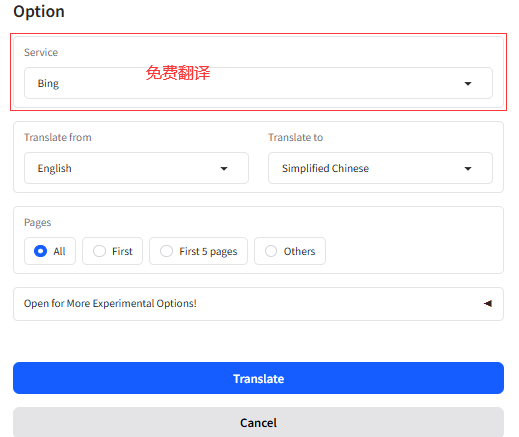 Option
Service
免费翻译
Bing
Translate from
Translate to
English
Simplified Chinese
Pages
All
First
First 5 pages
Others
Open for More Experimental Options!
Translate
Cancel